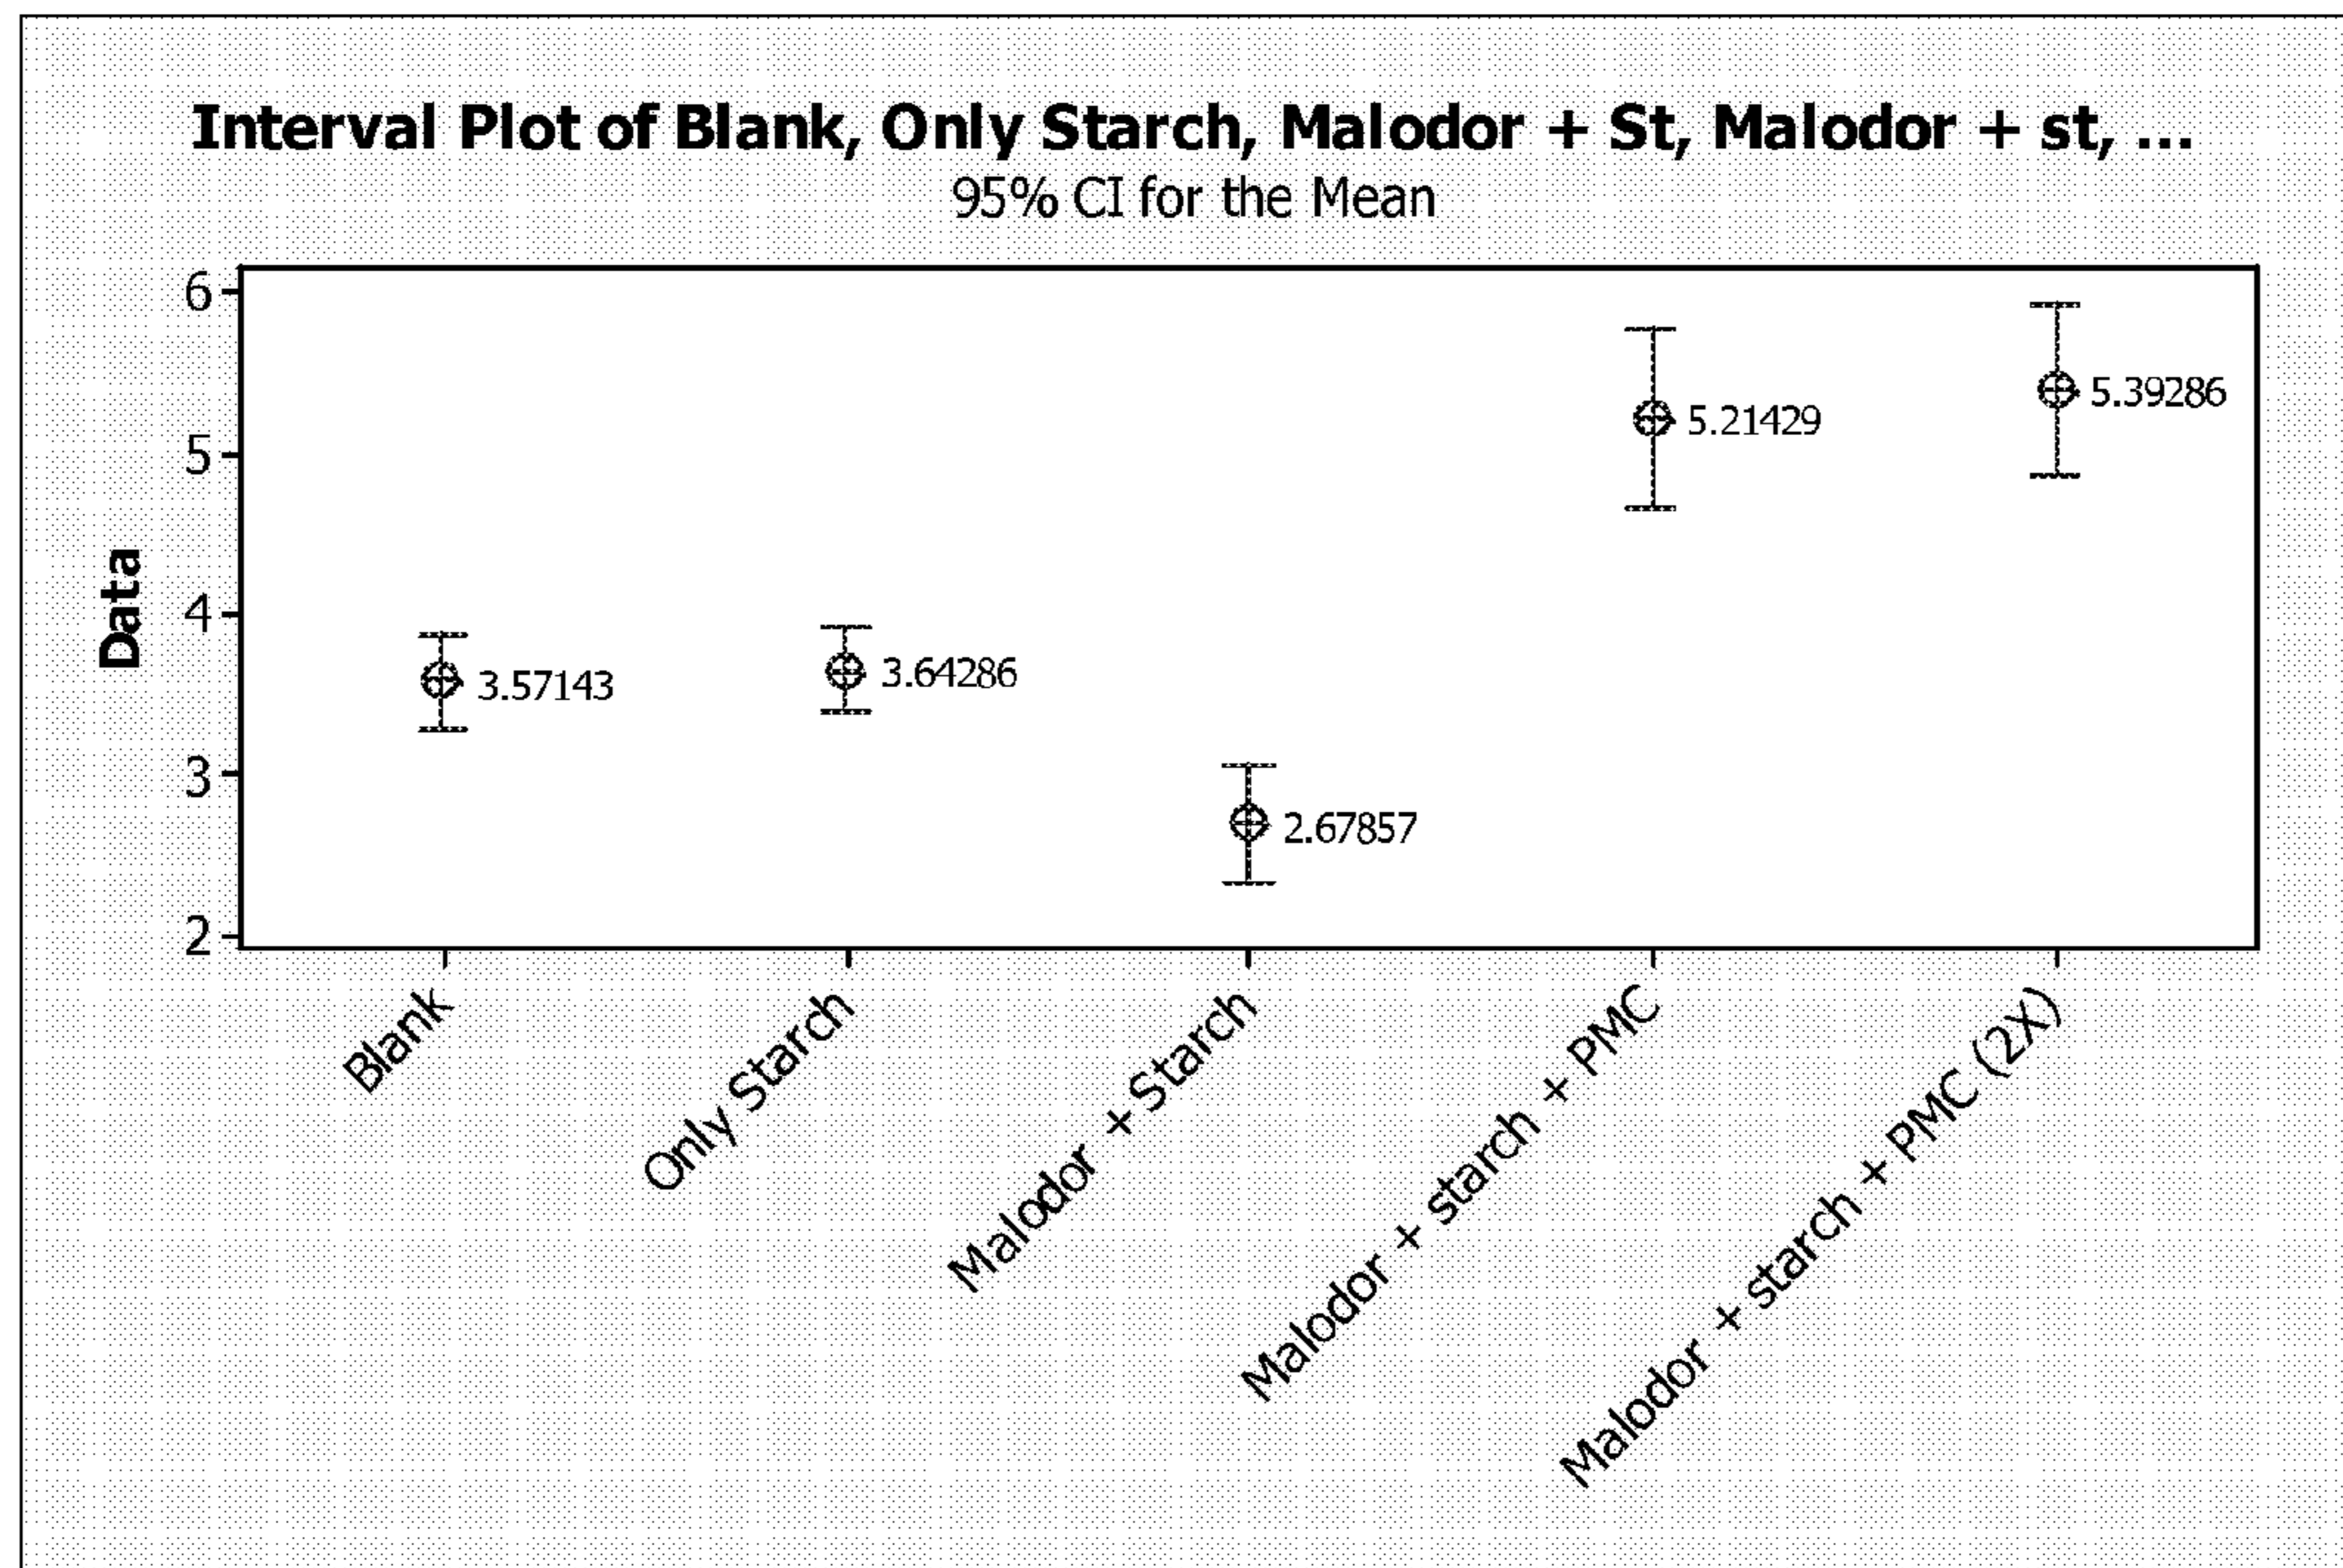 Interval Plot of Blank, Only Starch, Malodor + St, Malodor + st, ...
95% CI for the Mean
6
5
4
3
2
Data
3.57143
3.64286
2.67857
5.21429
5.39286
Blank
Only Starch
Malodor + Starch
Malodor + starch + PMC
Malodor + starch + PMC (2X)